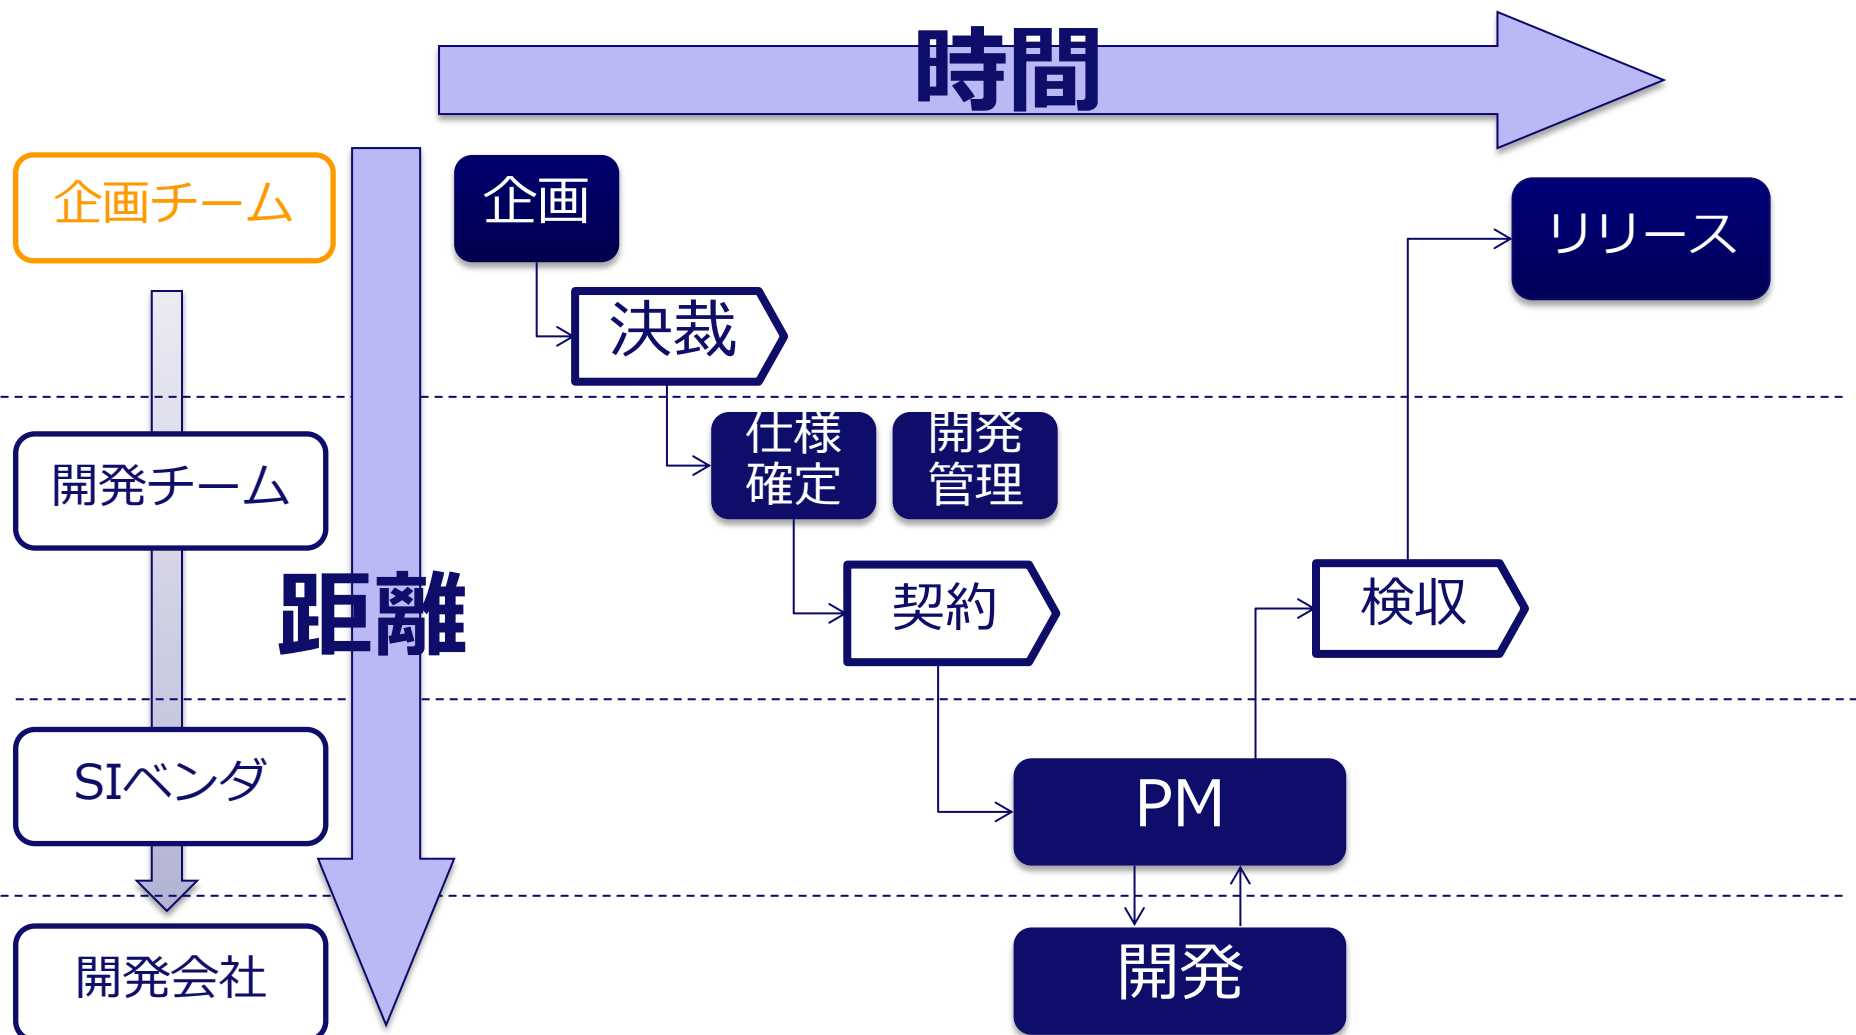 時間
企画チーム
企画
リリース
決裁
開発チーム
仕様
確定
開発
管理
距離
契約
検収
SIベンダ
PM
開発会社
開発